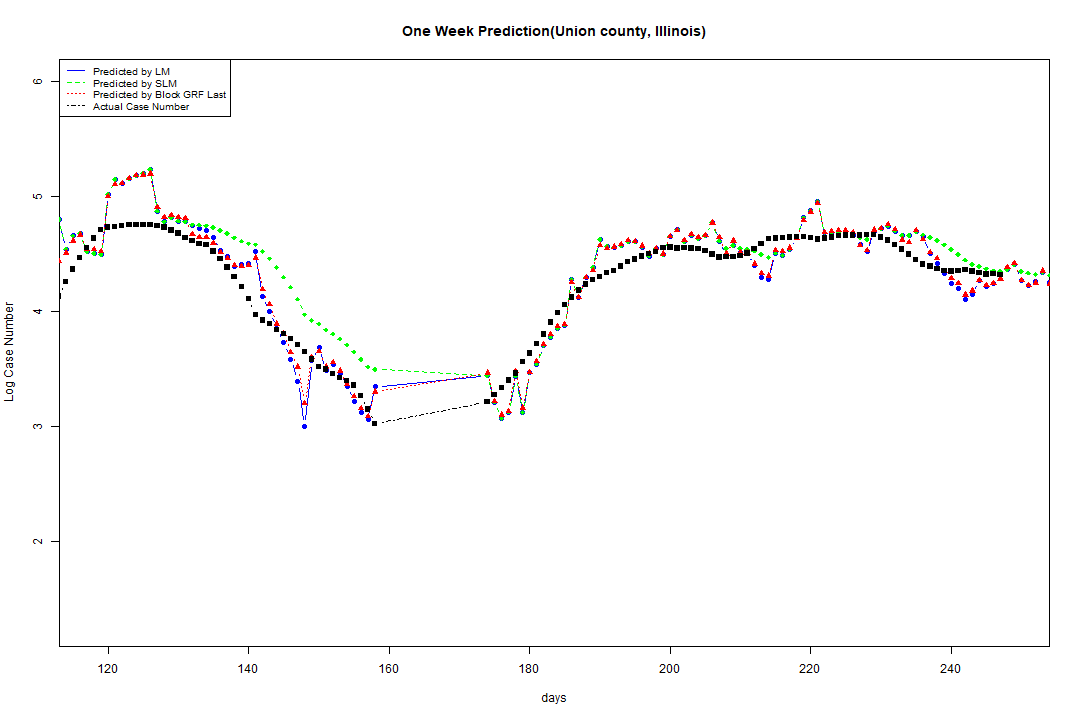 One Week Prediction(Union county, Illinois)
Predicted by LM
Predicted by SLM
Predicted by Block GRF Last
Actual Case Number
6
5
4
3
2
Log Case Number
120 140 160 180 200 220 240
days